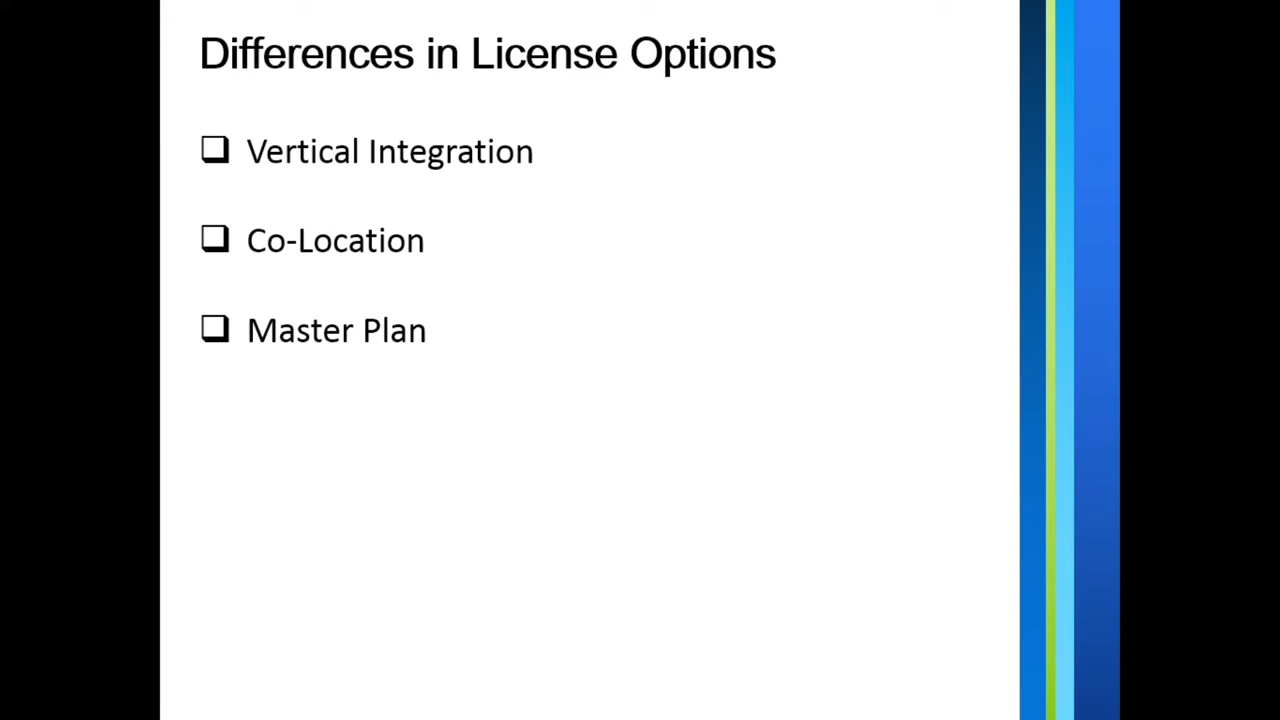 Differences in License Options
Vertical Integration
Co-Location
Master Plan